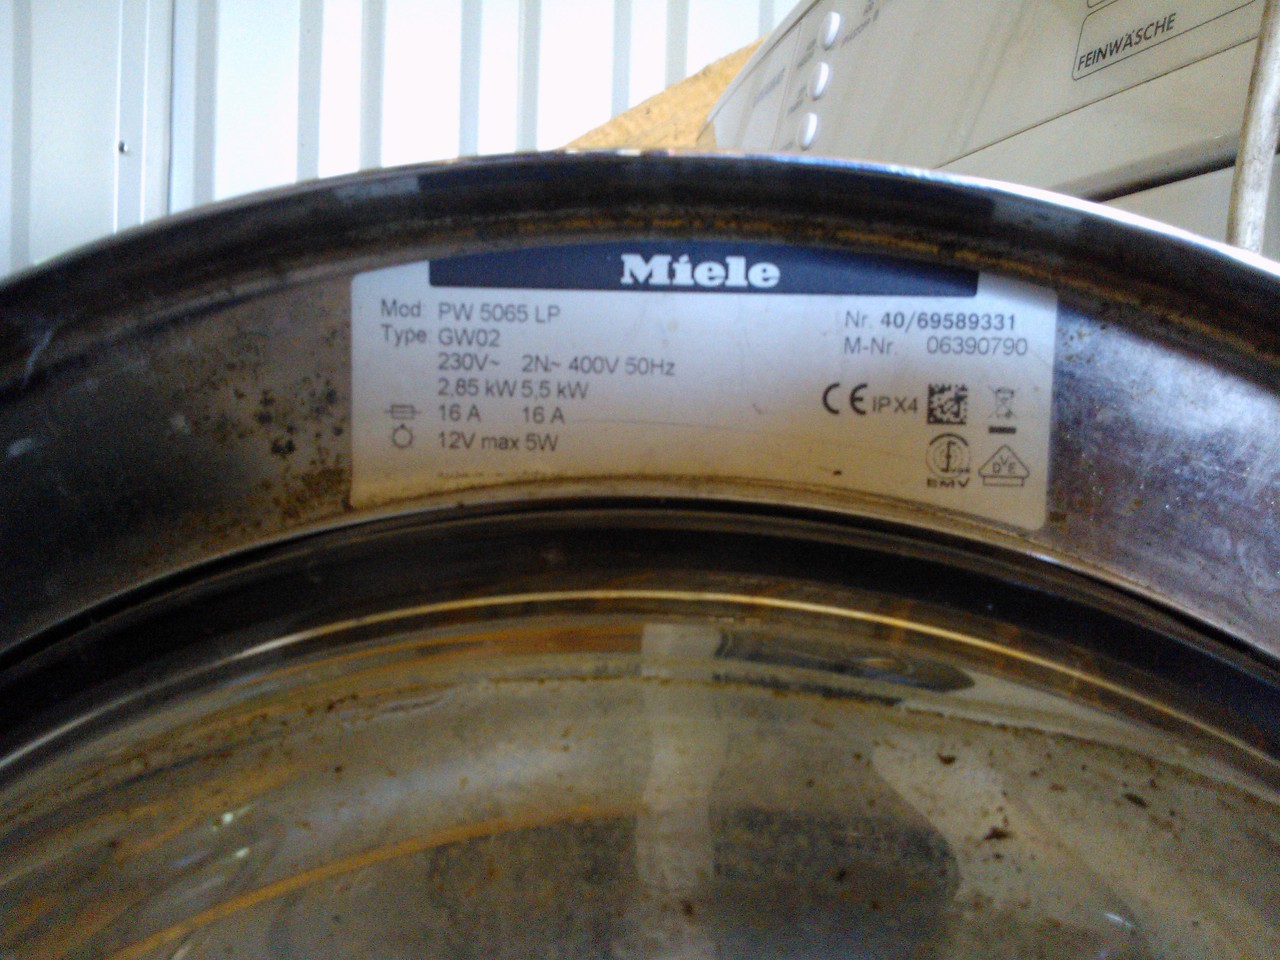 FEINWÄSCHE
Miele
Mod: PW 5065 LP
Type GW02
230V~ 2N~ 400V 50Hz
2,85 kW 5,5 kW
16 A 16 A
12V max 5W
Nr. 40/69589331
M-Nr. 06390790
CE IPX4
DVE
EMV